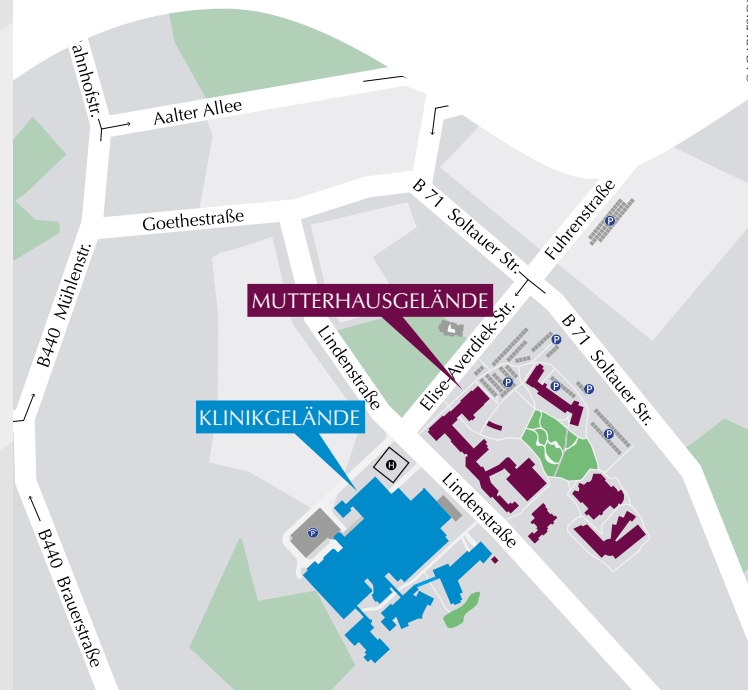 ahnhofstr.
Aalter Allee
B 71 Soltauer Str.
Fuhrenstraße
P
Goethestraße
B440 Mühlenstr.
MUTTERHAUSGELÄNDE
Elise-Averdiek-Str.
Lindenstraße
B 71 Soltauer Str.
P
P
P
P
P
KLINIKGELÄNDE
H
Lindenstraße
P
B440 Brauerstraße